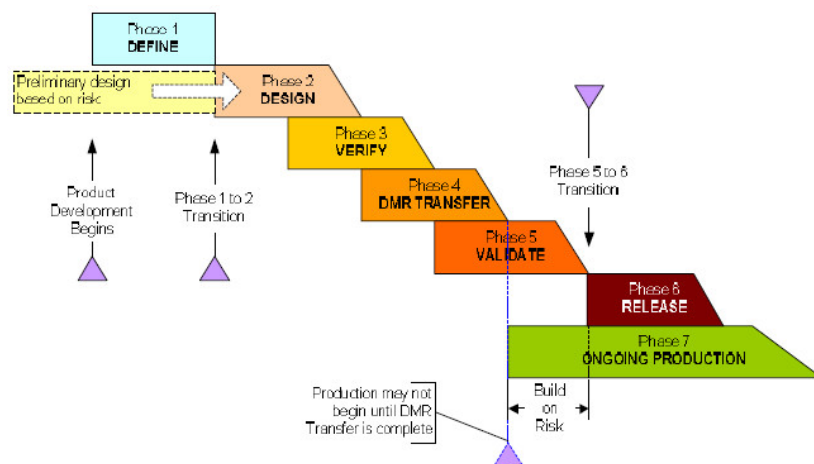 Phase 1
DEFINE
Preliminary design
based on risk
Phase 2
DESIGN
Phase 3
VERIFY
Phase 4
DMR TRANSFER
Phase 5
VALIDATE
Phase 6
RELEASE
Phase 7
ONGOING PRODUCTION
Product
Development
Begins
Phase 1 to 2
Transition
Phase 5 to 6
Transition
Production may not
begin until DMR
Transfer is complete
Build
on
Risk